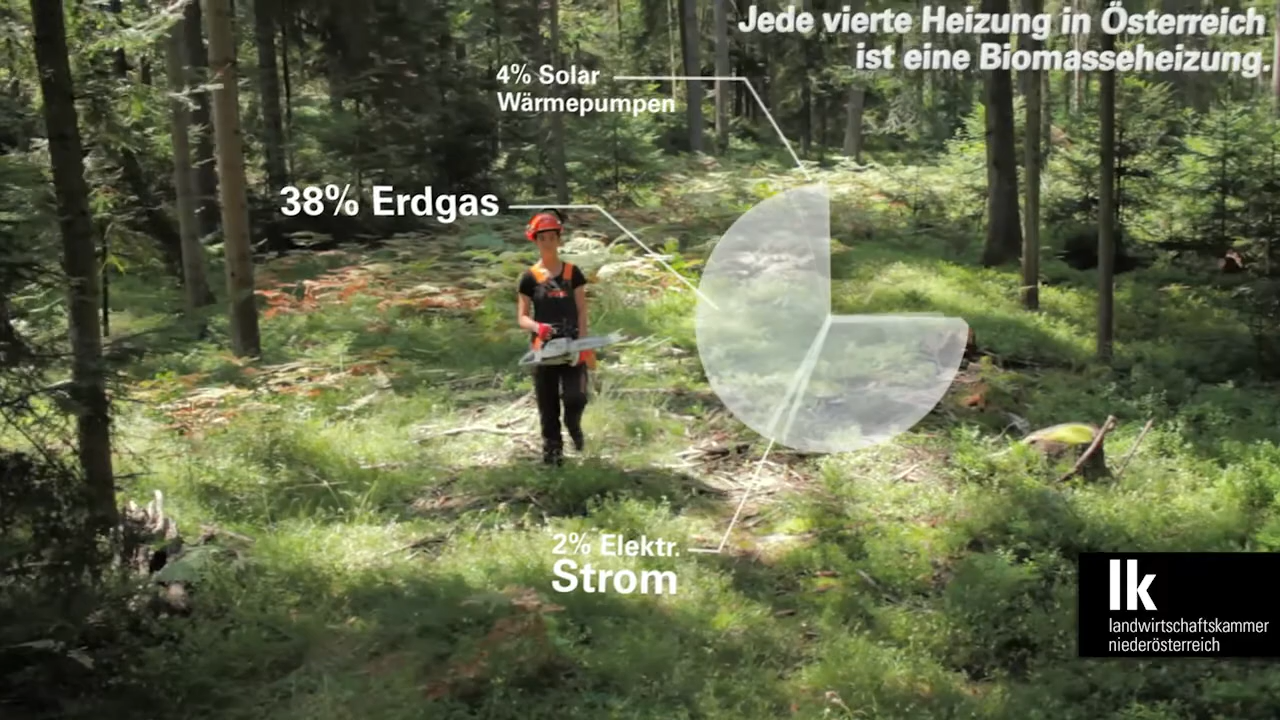 Jede vierte Heizung in Österreich
ist eine Biomasseheizung.
4% Solar
Wärmepumpen
38% Erdgas
2% Elektr.
Strom
lk
landwirtschaftskammer
niederösterreich